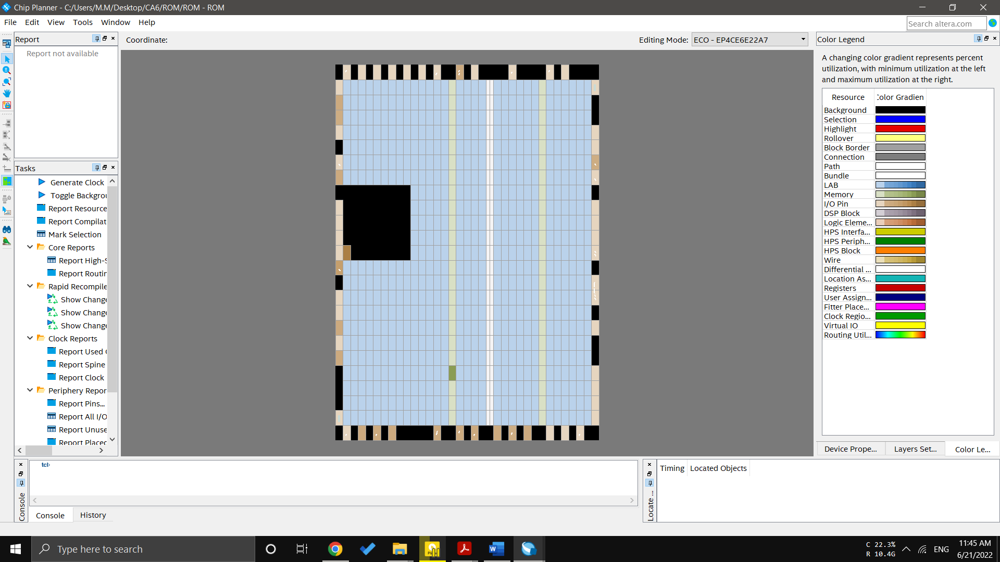 Chip Planner - C:/Users/M.M/Desktop/CA6/ROM/ROM - ROM
File Edit View Tools Window Help
Search altera.com
Report
Report not available
Coordinate:
Editing Mode: ECO - EP4CE6E22A7
Color Legend
A changing color gradient represents percent
utilization, with minimum utilization at the left
and maximum utilization at the right.
Resource Color Gradien
Background
Selection
Highlight
Rollover
Block Border
Connection
Path
Bundle
LAB
Memory
I/O Pin
DSP Block
Logic Eleme...
HPS Interfa...
HPS Periph...
HPS Block
Wire
Differential ...
Location As...
Registers
User Assign...
Fitter Place...
Clock Regio...
Virtual IO
Routing Util...
Tasks
Generate Clock
Toggle Backgrou
Report Resource
Report Compilat
Mark Selection
Core Reports
Report High-S
Report Routin
Rapid Recompile
Show Change
Show Change
Show Change
Clock Reports
Report Used C
Report Spine
Report Clock
Periphery Repor
Report Pins...
Report All I/O
Report Unuse
Report Placed
Device Prope... Layers Set... Color Le...
Console
tcl>
Console History
Locate ...
Timing Located Objects
Type here to search
C 22.3%
R 10.4G
ENG
11:45 AM
6/21/2022